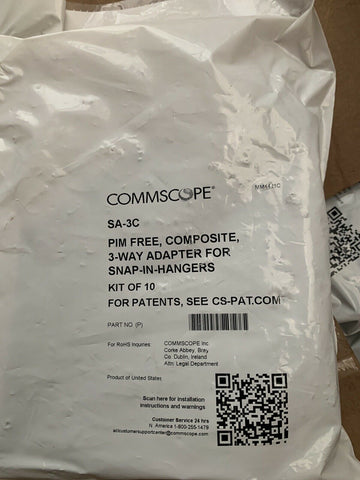 COMMSCOPE®
SA-3C
PIM FREE, COMPOSITE,
3-WAY ADAPTER FOR
SNAP-IN-HANGERS
KIT OF 10
FOR PATENTS, SEE CS-PAT.COM
PART NO (P)
For RoHS Inquiries
COMMSCOPE Inc
Corke Abbey, Bray
Co. Dublin, Ireland
Attn: Legal Department
Product of United States
Scan here for installation
instructions and warnings
Customer Service 24 hrs
N. America 1-800-255-1479